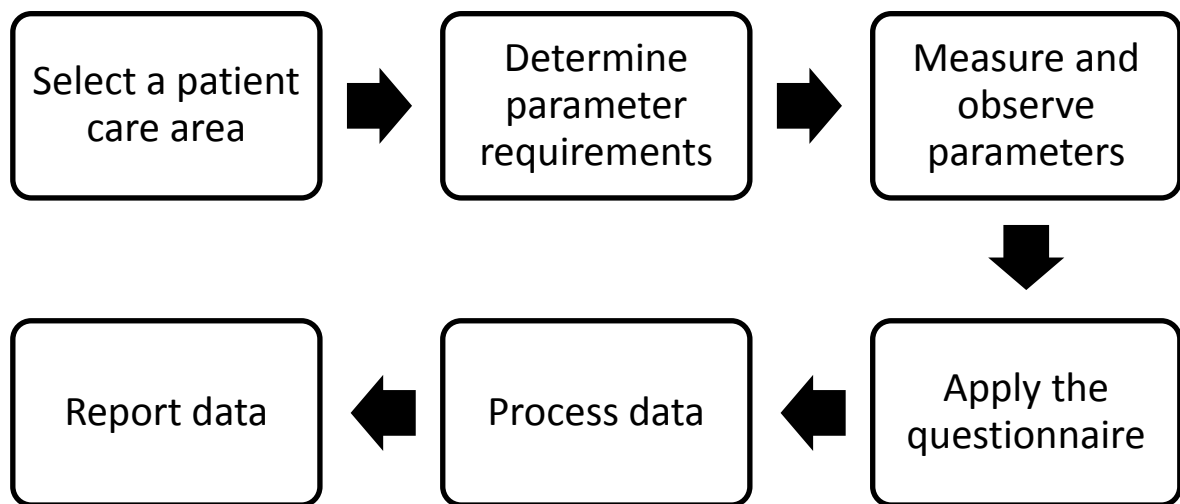 Select a patient
care area
Determine
parameter
requirements
Measure and
observe
parameters
Apply the
questionnaire
Process data
Report data